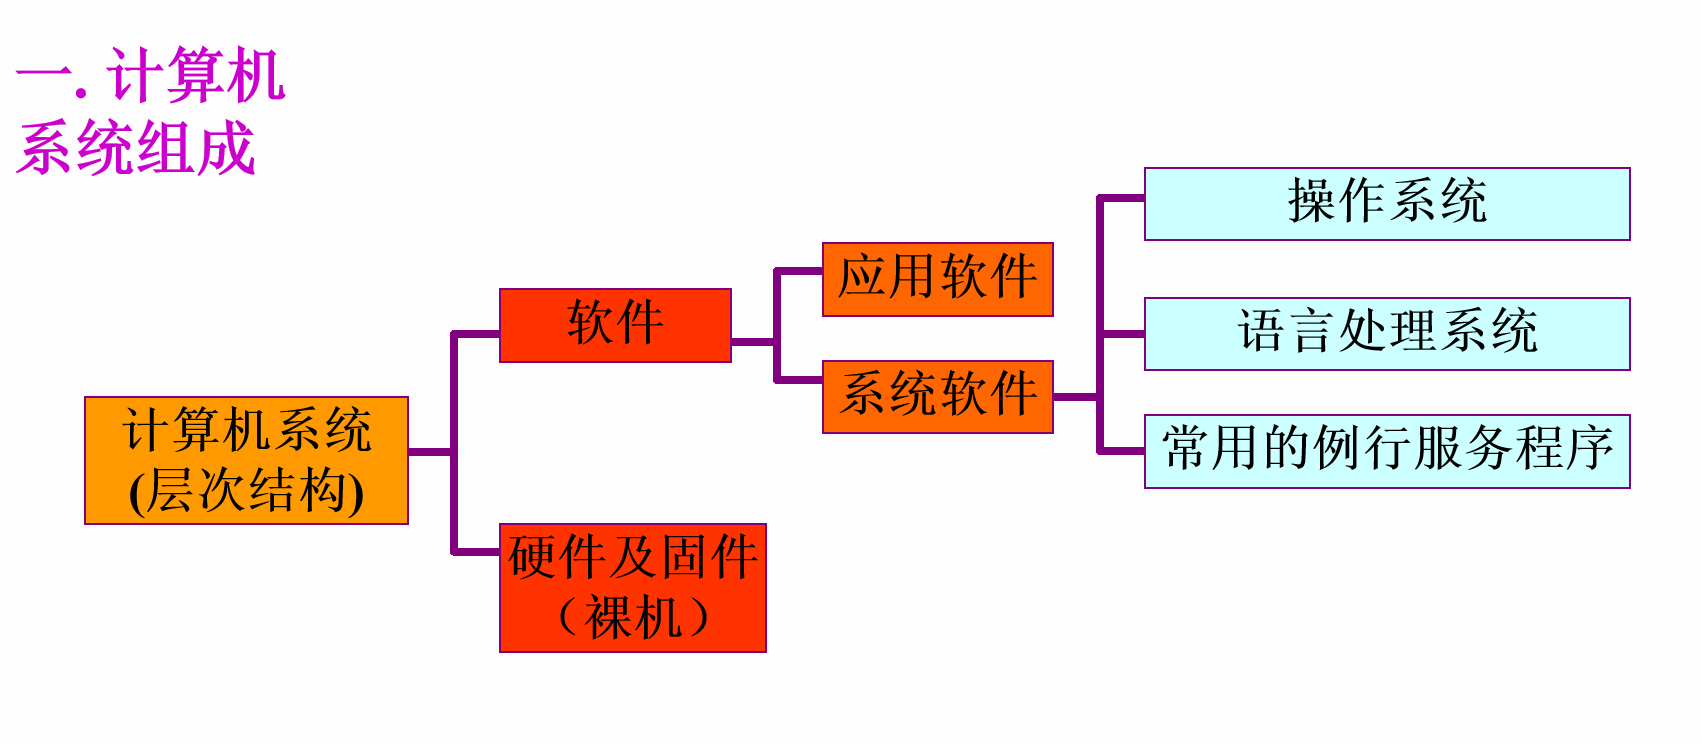 一. 计算机
系统组成
操作系统
应用软件
软件
语言处理系统
系统软件
计算机系统
(层次结构)
常用的例行服务程序
硬件及固件
（裸机）